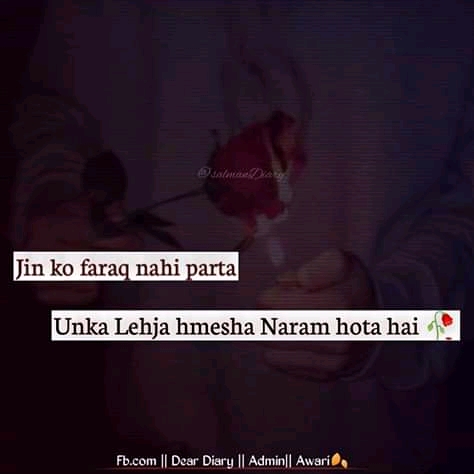 @salmanDiary
Jin ko faraq nahi parta
Unka Lehja hmesha Naram hota hai 🥀
Fb.com || Dear Diary || Admin|| Awari🍂